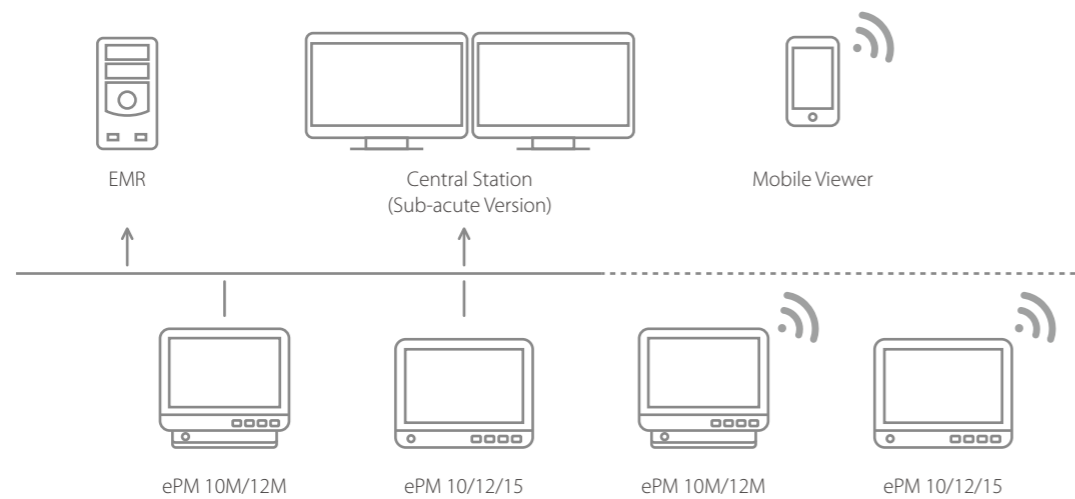 EMR
Central Station
(Sub-acute Version)
Mobile Viewer
ePM 10M/12M
ePM 10/12/15
ePM 10M/12M
ePM 10/12/15